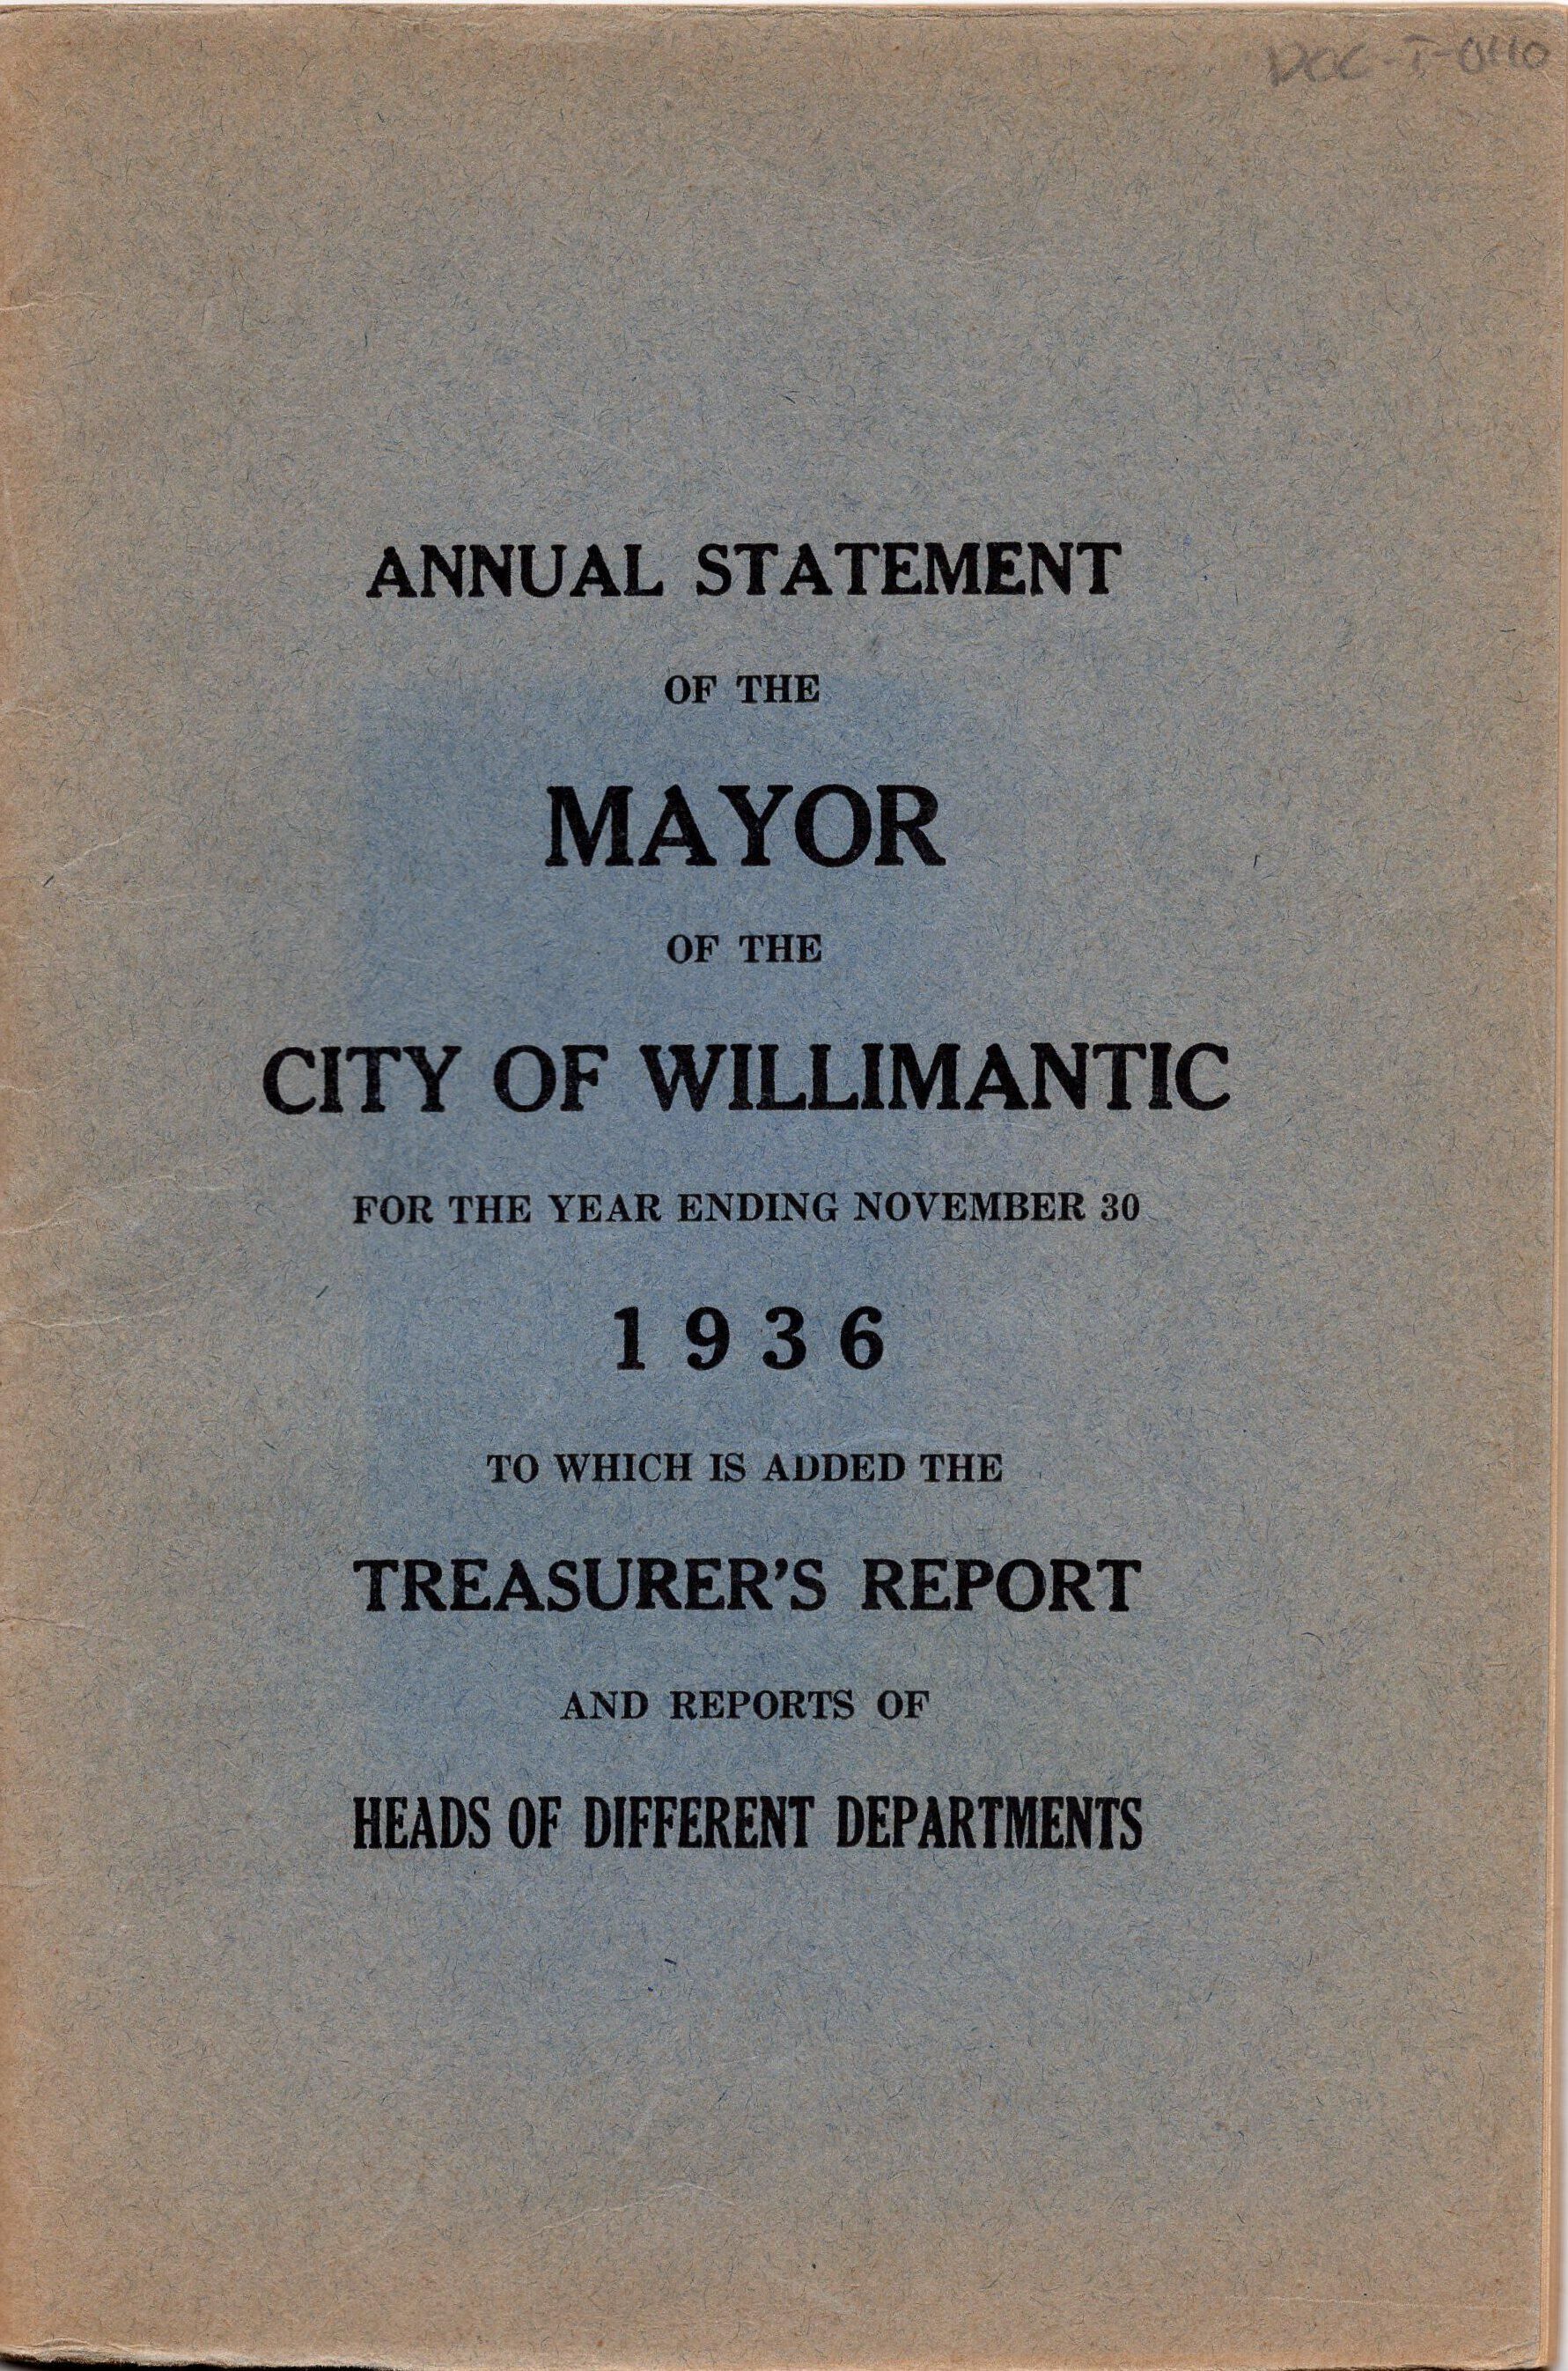 DOC-I-0110
ANNUAL STATEMENT
OF THE
MAYOR
OF THE
CITY OF WILLIMANTIC
FOR THE YEAR ENDING NOVEMBER 30
1936
TO WHICH IS ADDED THE
TREASURER'S REPORT
AND REPORTS OF
HEADS OF DIFFERENT DEPARTMENTS